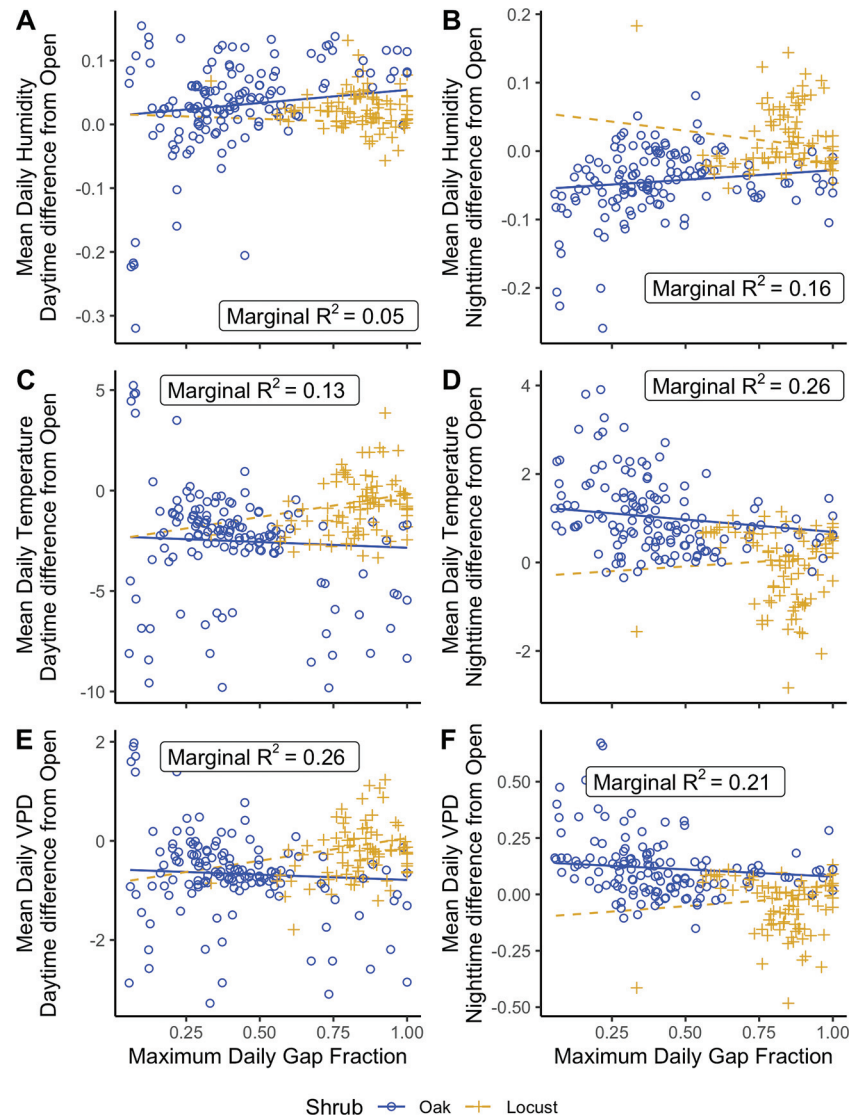 A
Mean Daily Humidity
Daytime difference from Open
0.1
0.0
-0.1
-0.2
-0.3
Marginal R² = 0.05
B
Mean Daily Humidity
Nighttime difference from Open
0.2
0.1
0.0
-0.1
-0.2
Marginal R² = 0.16
C
Mean Daily Temperature
Daytime difference from Open
5
0
-5
-10
Marginal R² = 0.13
D
Mean Daily Temperature
Nighttime difference from Open
4
2
0
-2
Marginal R² = 0.26
E
Mean Daily VPD
Daytime difference from Open
2
0
-2
Marginal R² = 0.26
0.25 0.50 0.75 1.00
Maximum Daily Gap Fraction
F
Mean Daily VPD
Nighttime difference from Open
0.50
0.25
0.00
-0.25
-0.50
Marginal R² = 0.21
0.25 0.50 0.75 1.00
Maximum Daily Gap Fraction
Shrub Oak Locust